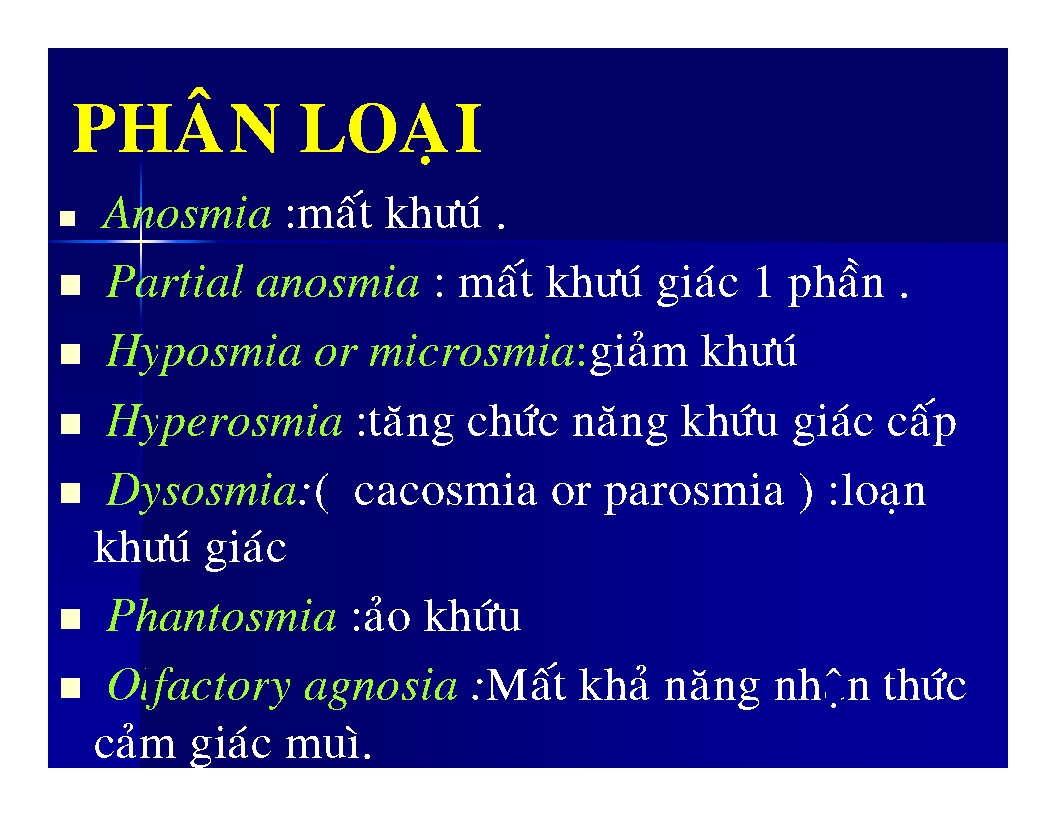 PHÂN LOẠI
Anosmia :mất khưú .
Partial anosmia : mất khưú giác 1 phần .
Hyposmia or microsmia:giảm khưú
Hyperosmia :tăng chức năng khứu giác cấp
Dysosmia:( cacosmia or parosmia ) :loạn
khưú giác
Phantosmia :ảo khứu
Olfactory agnosia :Mất khả năng nhận thức
cảm giác muì.